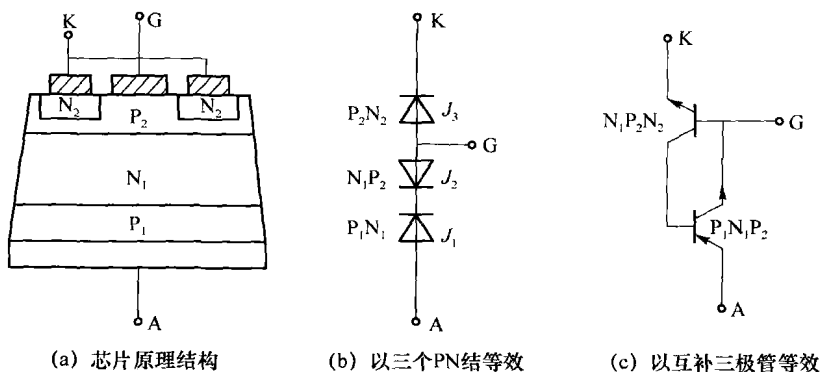 K
G
N₂
P₂
N₂
N₁
P₁
A
(a) 芯片原理结构
K
P₂N₂
J₃
G
N₁P₂
J₂
P₁N₁
J₁
A
(b) 以三个PN结等效
K
N₁P₂N₂
G
P₁N₁P₂
A
(c) 以互补三极管等效